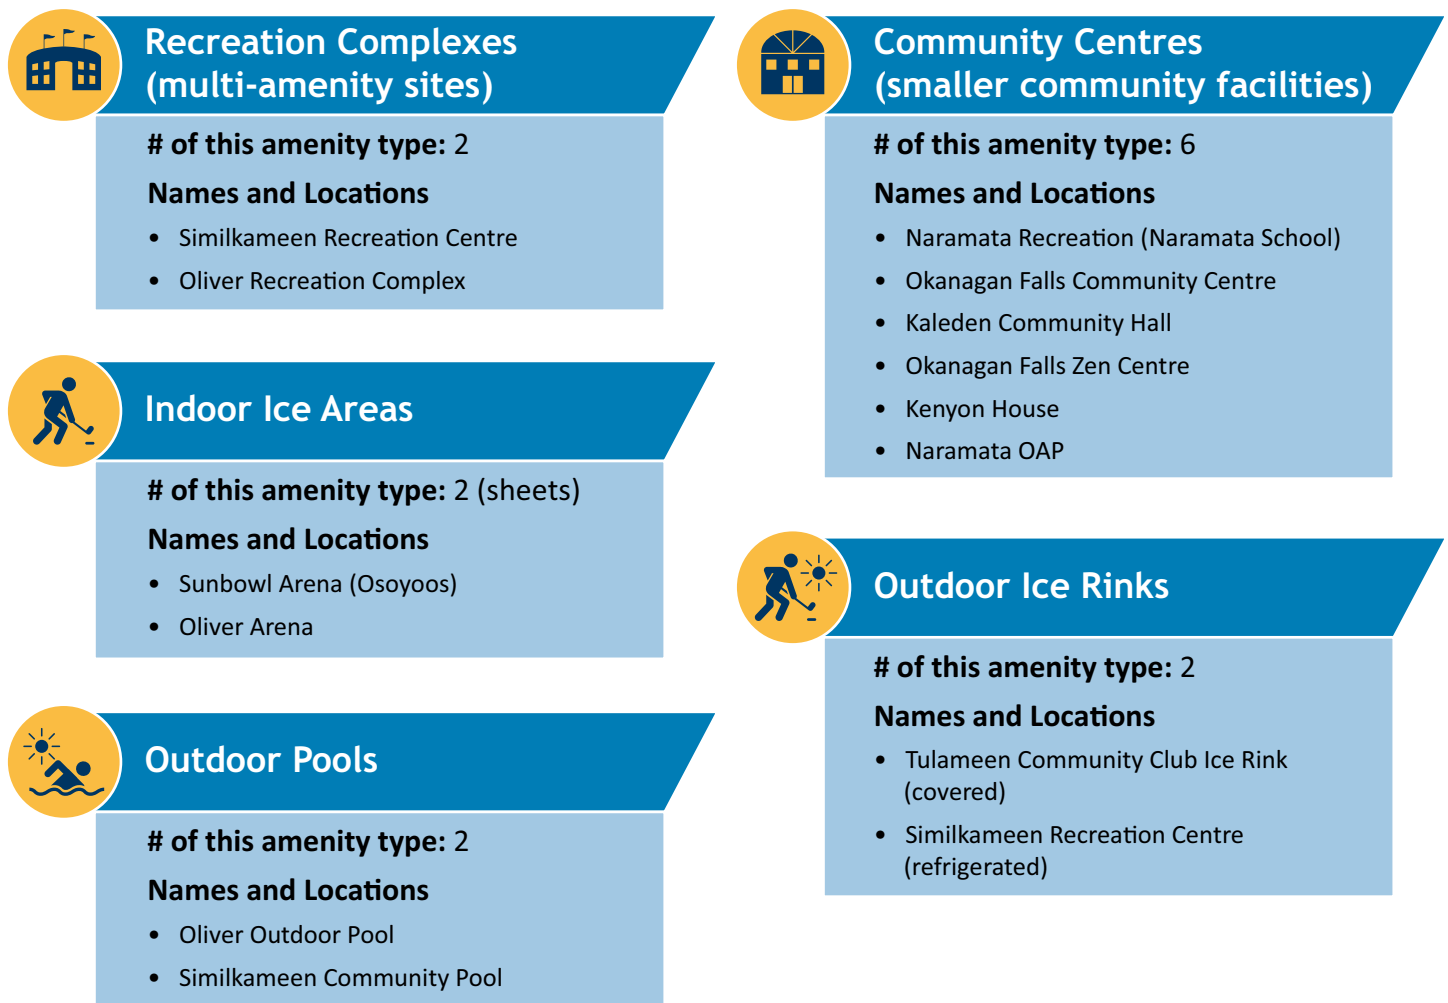 Recreation Complexes
(multi-amenity sites)
# of this amenity type: 2
Names and Locations
• Similkameen Recreation Centre
• Oliver Recreation Complex
Indoor Ice Areas
# of this amenity type: 2 (sheets)
Names and Locations
• Sunbowl Arena (Osoyoos)
• Oliver Arena
Outdoor Pools
# of this amenity type: 2
Names and Locations
• Oliver Outdoor Pool
• Similkameen Community Pool
Community Centres
(smaller community facilities)
# of this amenity type: 6
Names and Locations
• Naramata Recreation (Naramata School)
• Okanagan Falls Community Centre
• Kaleden Community Hall
• Okanagan Falls Zen Centre
• Kenyon House
• Naramata OAP
Outdoor Ice Rinks
# of this amenity type: 2
Names and Locations
• Tulameen Community Club Ice Rink
(covered)
• Similkameen Recreation Centre
(refrigerated)